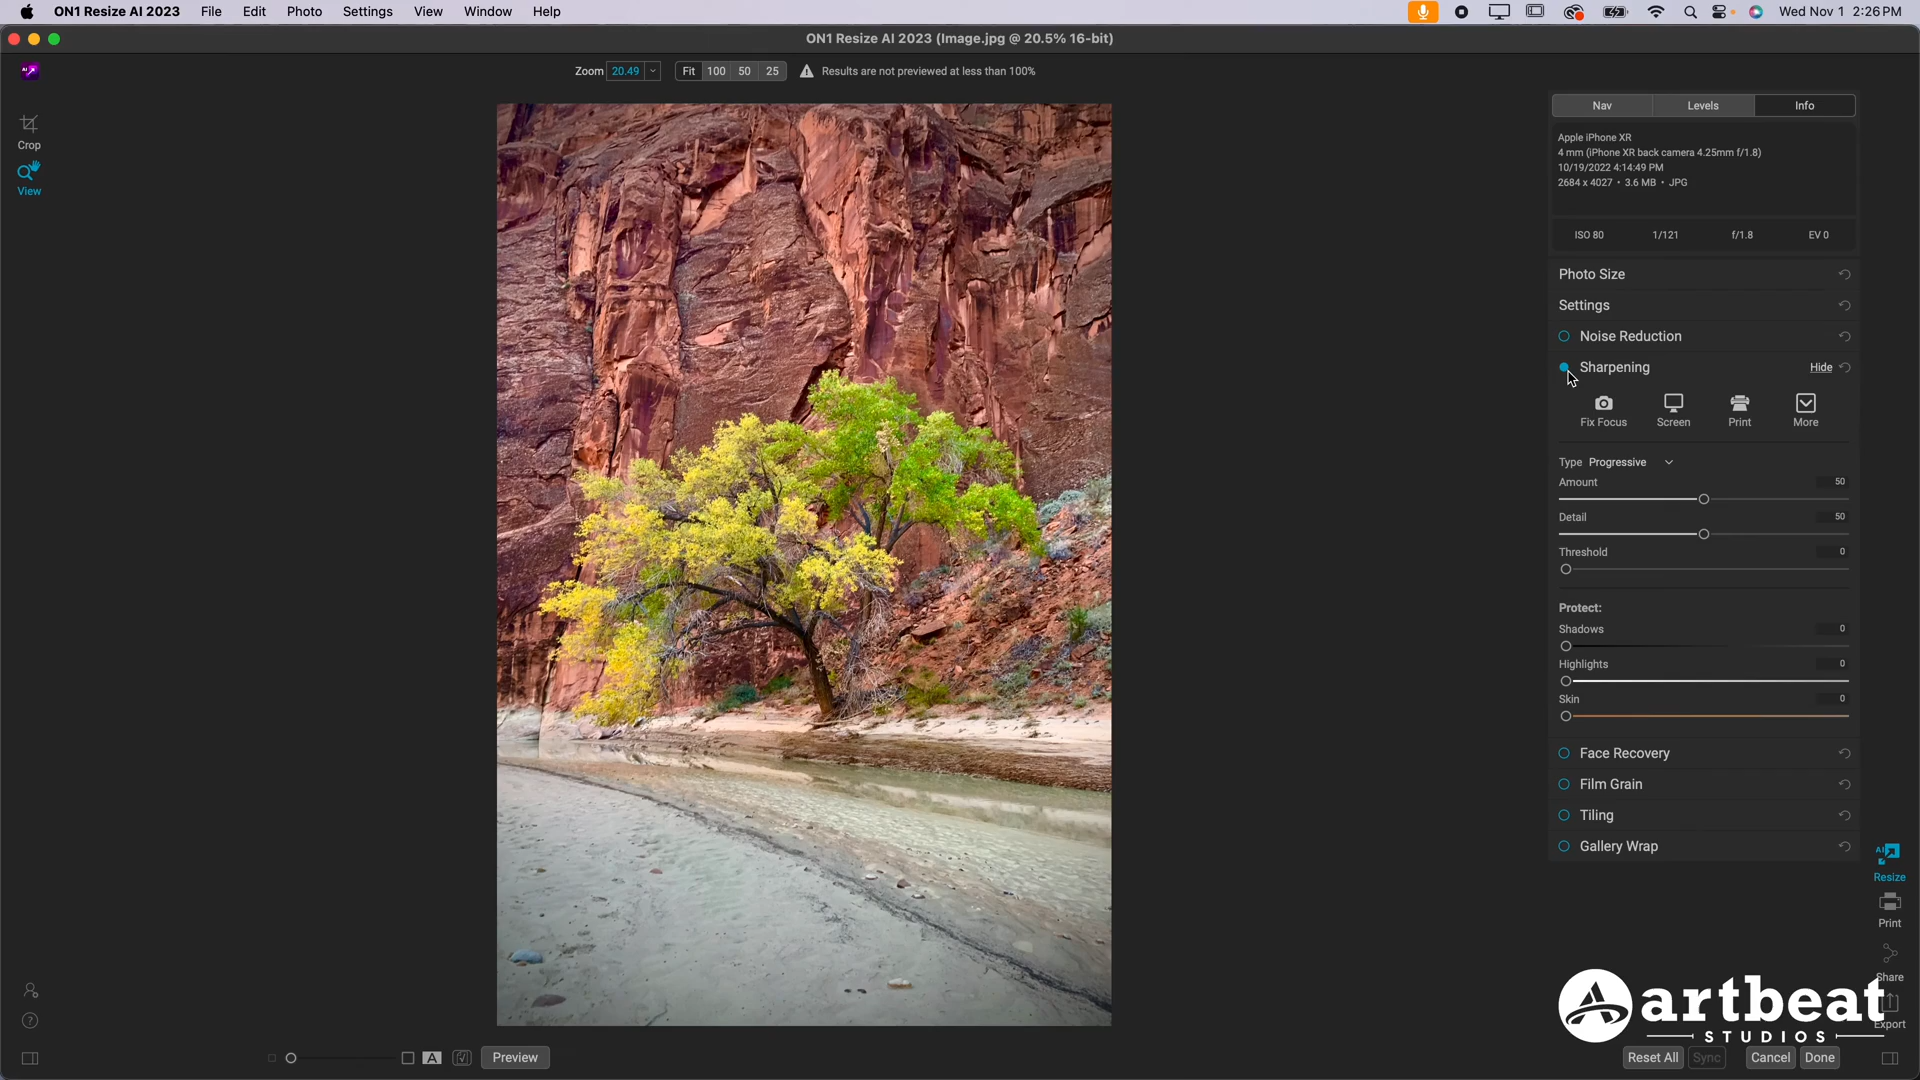 ON1 Resize AI 2023 File Edit Photo Settings View Window Help Wed Nov 1 2:26 PM
ON1 Resize AI 2023 (Image.jpg @ 20.5% 16-bit)
AI
Zoom 20.49 Fit 100 50 25 Results are not previewed at less than 100%
Crop
View
Nav Levels Info
Apple iPhone XR
4 mm (iPhone XR back camera 4.25mm f/1.8)
10/19/2022 4:14:49 PM
2684 x 4027 • 3.6 MB • JPG
ISO 80 1/121 f/1.8 EV 0
Photo Size
Settings
Noise Reduction
Sharpening Hide
Fix Focus Screen Print More
Type Progressive
Amount 50
Detail 50
Threshold 0
Protect:
Shadows 0
Highlights 0
Skin 0
Face Recovery
Film Grain
Tiling
Gallery Wrap
AI
Resize
Print
Share
Export
artbeat
STUDIOS
A Preview
Reset All Sync Cancel Done